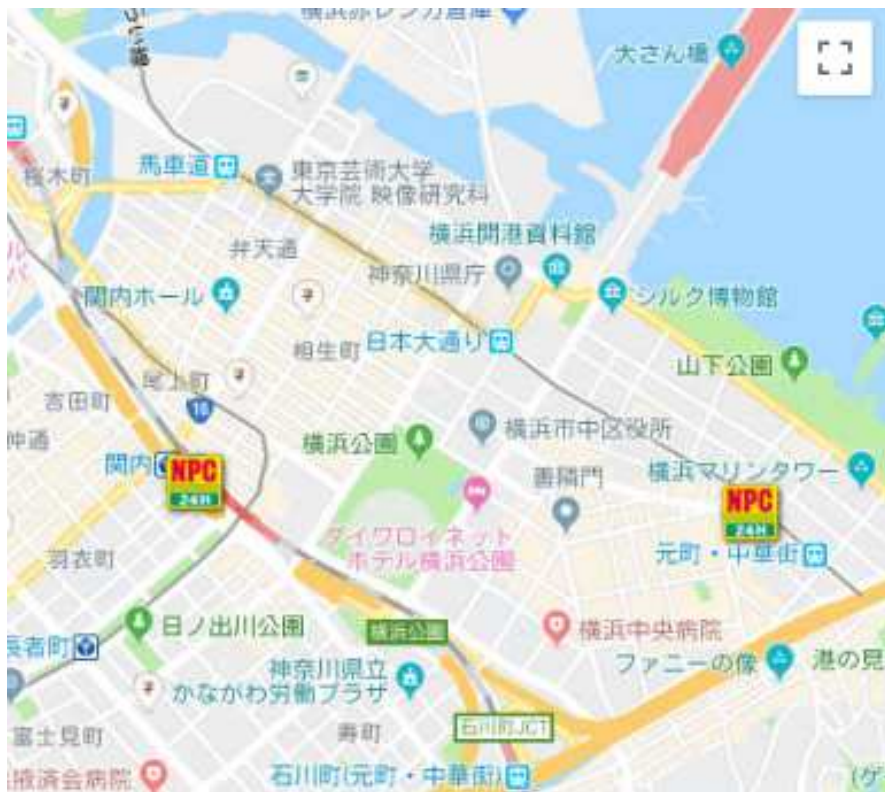 横浜赤レンガ倉庫
大さん橋
桜木町
馬車道
東京芸術大学
大学院 映像研究科
弁天通
横浜開港資料館
神奈川県庁
関内ホール
シルク博物館
相生町
日本大通り
山下公園
尾上町
吉田町
16
仲通
関内
NPC
24H
横浜公園
横浜市中区役所
善隣門
横浜マリンタワー
NPC
24H
ダイワロイネット
ホテル横浜公園
元町・中華街
羽衣町
日ノ出川公園
横浜公園
横浜中央病院
長者町
神奈川県立
かながわ労働プラザ
ファニーの像
港の見
富士見町
寿町
石川町JCT
掖済会病院
石川町(元町・中華街)
(ゲ